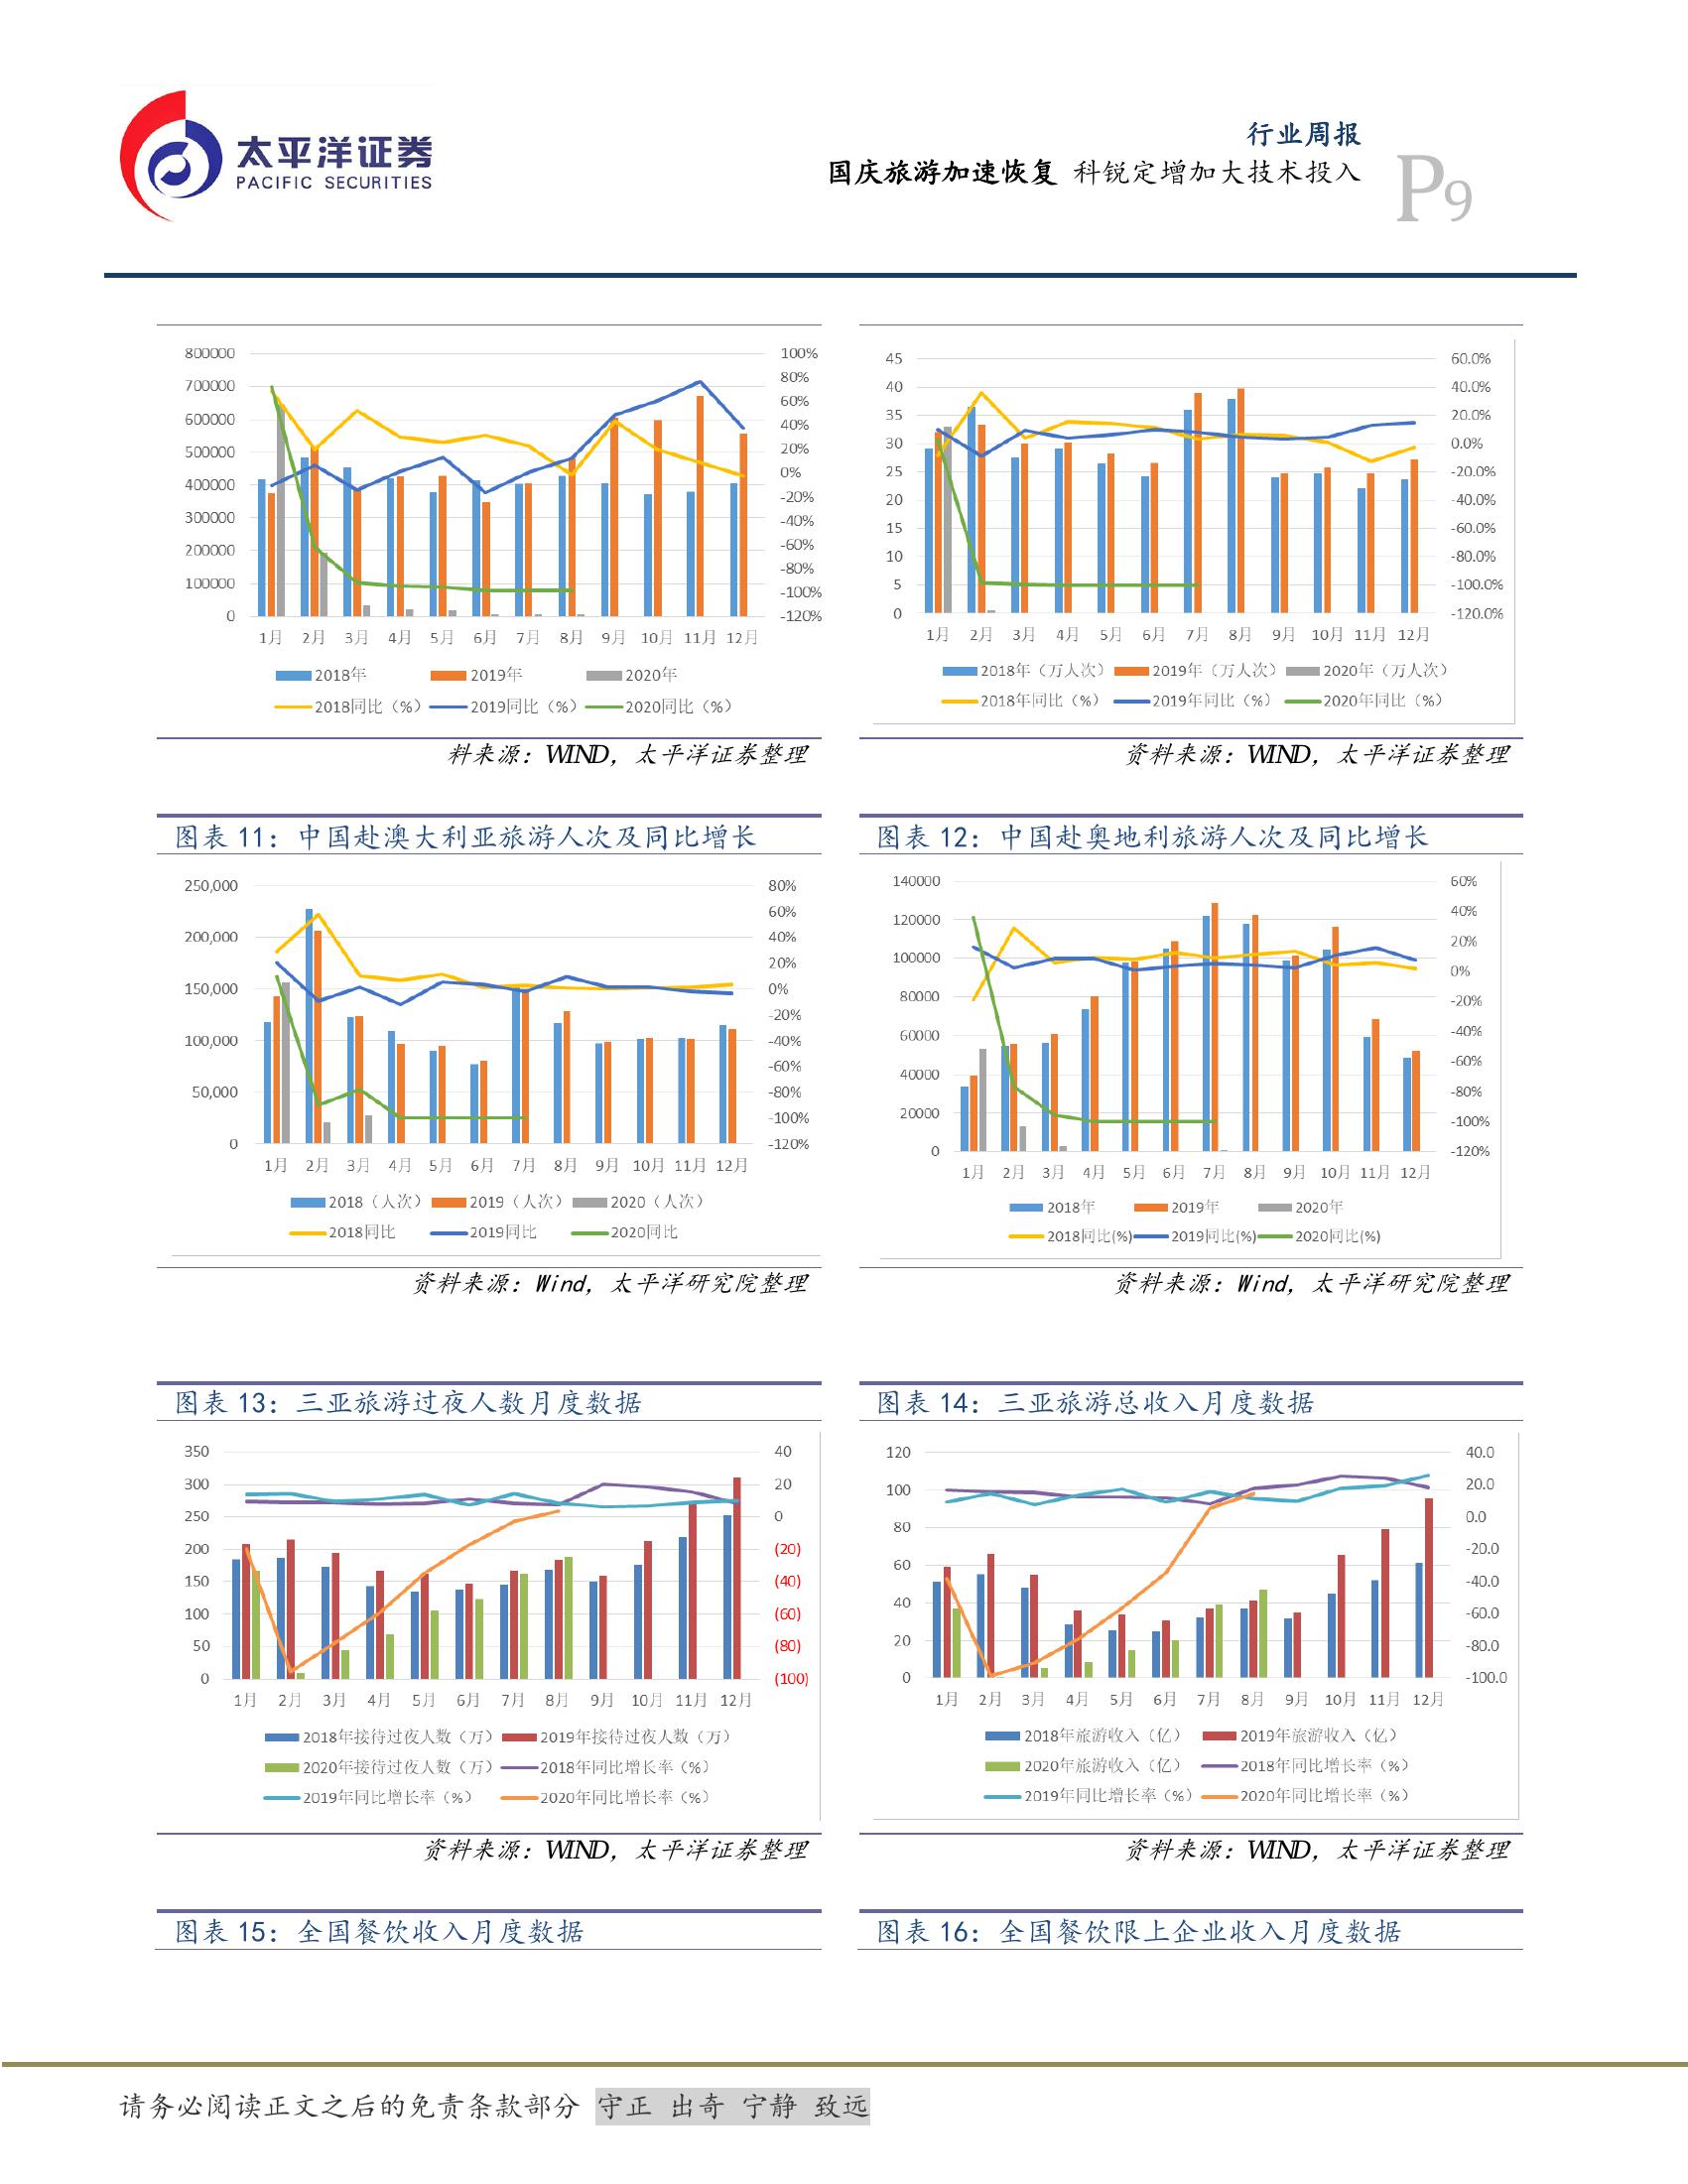 太平洋证券
PACIFIC SECURITIES
行业周报
国庆旅游加速恢复 科锐定增加大技术投入
P9
800000
700000
600000
500000
400000
300000
200000
100000
0
100%
80%
60%
40%
20%
0%
-20%
-40%
-60%
-80%
-100%
-120%
1月 2月 3月 4月 5月 6月 7月 8月 9月 10月 11月 12月
2018年 2019年 2020年
2018同比（%） 2019同比（%） 2020同比（%）
料来源：WIND，太平洋证券整理
45
40
35
30
25
20
15
10
5
0
60.0%
40.0%
20.0%
0.0%
-20.0%
-40.0%
-60.0%
-80.0%
-100.0%
-120.0%
1月 2月 3月 4月 5月 6月 7月 8月 9月 10月 11月 12月
2018年（万人次） 2019年（万人次） 2020年（万人次）
2018年同比（%） 2019年同比（%） 2020年同比（%）
资料来源：WIND，太平洋证券整理
图表 11：中国赴澳大利亚旅游人次及同比增长
250,000
200,000
150,000
100,000
50,000
0
80%
60%
40%
20%
0%
-20%
-40%
-60%
-80%
-100%
-120%
1月 2月 3月 4月 5月 6月 7月 8月 9月 10月 11月 12月
2018（人次） 2019（人次） 2020（人次）
2018同比 2019同比 2020同比
资料来源：Wind，太平洋研究院整理
图表 12：中国赴奥地利旅游人次及同比增长
140000
120000
100000
80000
60000
40000
20000
0
60%
40%
20%
0%
-20%
-40%
-60%
-80%
-100%
-120%
1月 2月 3月 4月 5月 6月 7月 8月 9月 10月 11月 12月
2018年 2019年 2020年
2018同比(%) 2019同比(%) 2020同比(%)
资料来源：Wind，太平洋研究院整理
图表 13：三亚旅游过夜人数月度数据
350
300
250
200
150
100
50
0
40
20
0
(20)
(40)
(60)
(80)
(100)
1月 2月 3月 4月 5月 6月 7月 8月 9月 10月 11月 12月
2018年接待过夜人数（万） 2019年接待过夜人数（万）
2020年接待过夜人数（万） 2018年同比增长率（%）
2019年同比增长率（%） 2020年同比增长率（%）
资料来源：WIND，太平洋证券整理
图表 14：三亚旅游总收入月度数据
120
100
80
60
40
20
0
40.0
20.0
0.0
-20.0
-40.0
-60.0
-80.0
-100.0
1月 2月 3月 4月 5月 6月 7月 8月 9月 10月 11月 12月
2018年旅游收入（亿） 2019年旅游收入（亿）
2020年旅游收入（亿） 2018年同比增长率（%）
2019年同比增长率（%） 2020年同比增长率（%）
资料来源：WIND，太平洋证券整理
图表 15：全国餐饮收入月度数据
图表 16：全国餐饮限上企业收入月度数据
请务必阅读正文之后的免责条款部分 守正 出奇 宁静 致远